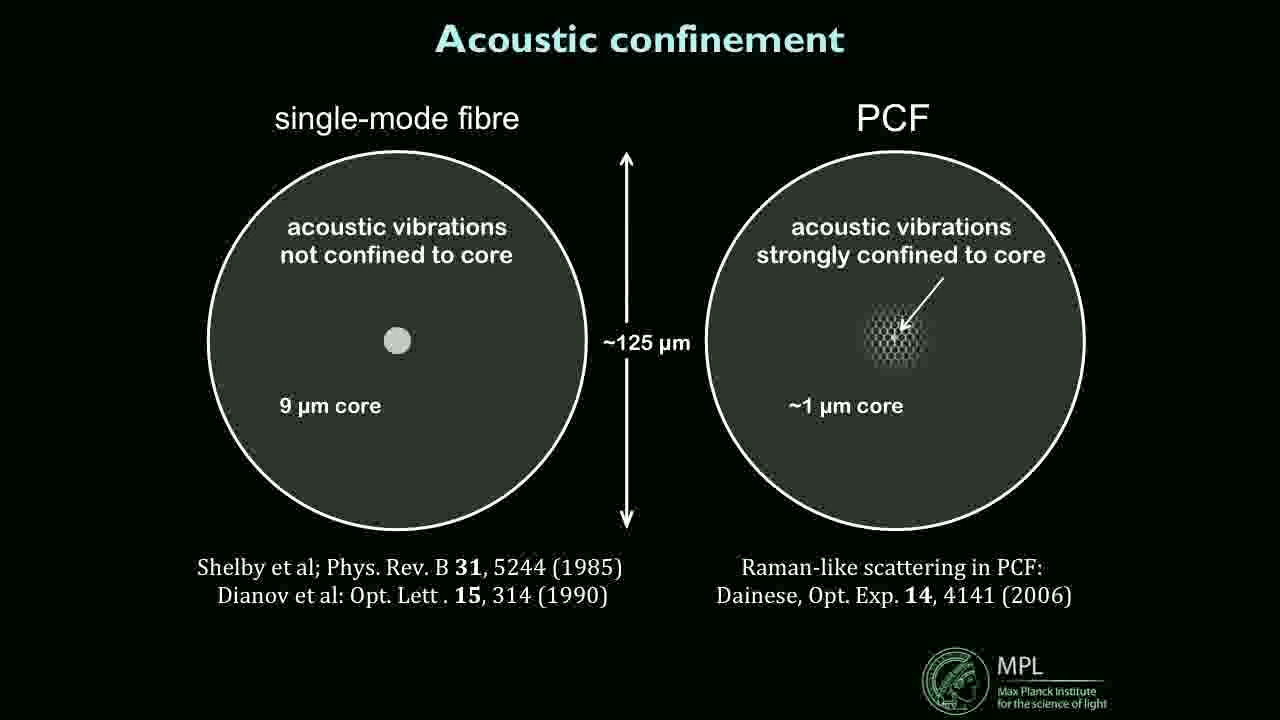 Acoustic confinement
single-mode fibre
PCF
acoustic vibrations
not confined to core
acoustic vibrations
strongly confined to core
~125 µm
9 µm core
~1 µm core
Shelby et al; Phys. Rev. B 31, 5244 (1985)
Dianov et al: Opt. Lett . 15, 314 (1990)
Raman-like scattering in PCF:
Dainese, Opt. Exp. 14, 4141 (2006)
MPL
Max Planck Institute
for the science of light